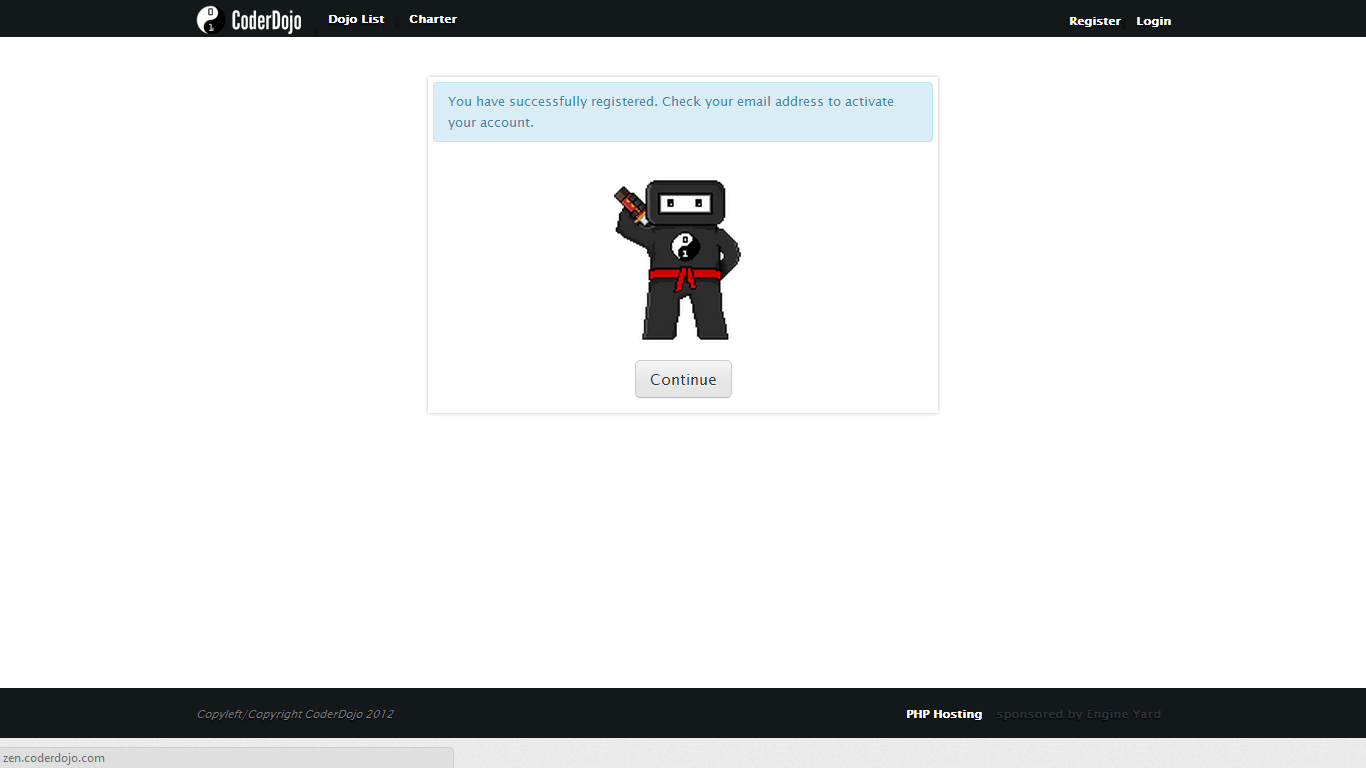 CoderDojo Dojo List Charter Register Login
You have successfully registered. Check your email address to activate
your account.
Continue
Copyleft/Copyright CoderDojo 2012 PHP Hosting sponsored by Engine Yard
zen.coderdojo.com